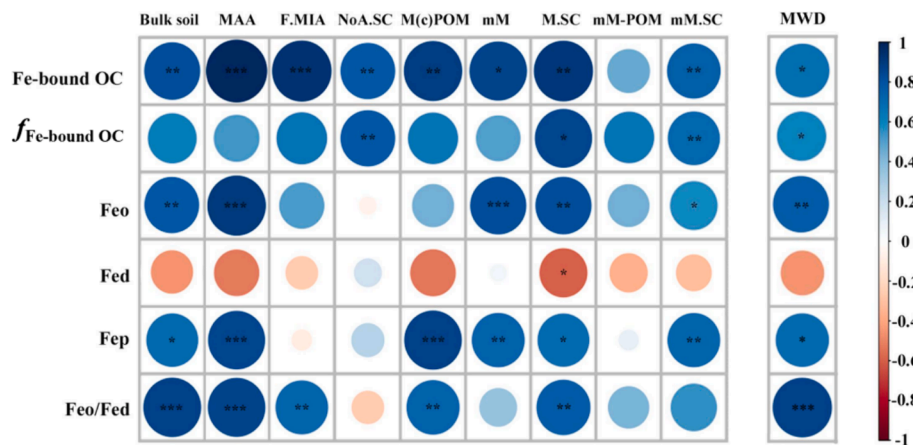 Bulk soil MAA F.MIA NoA.SC M(c)POM mM M.SC mM-POM mM.SC MWD
Fe-bound OC ** *** *** ** ** * ** ** *
fFe-bound OC ** * ** *
Feo ** *** *** ** * **
Fed *
Fep * *** *** ** * ** *
Feo/Fed *** *** ** ** ** ***
1
0.8
0.6
0.4
0.2
0
-0.2
-0.4
-0.6
-0.8
-1